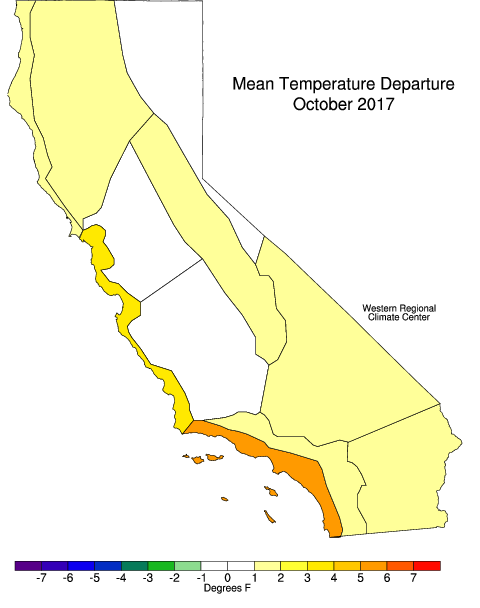 Mean Temperature Departure
October 2017
Western Regional
Climate Center
-7 -6 -5 -4 -3 -2 -1 0 1 2 3 4 5 6 7
Degrees F